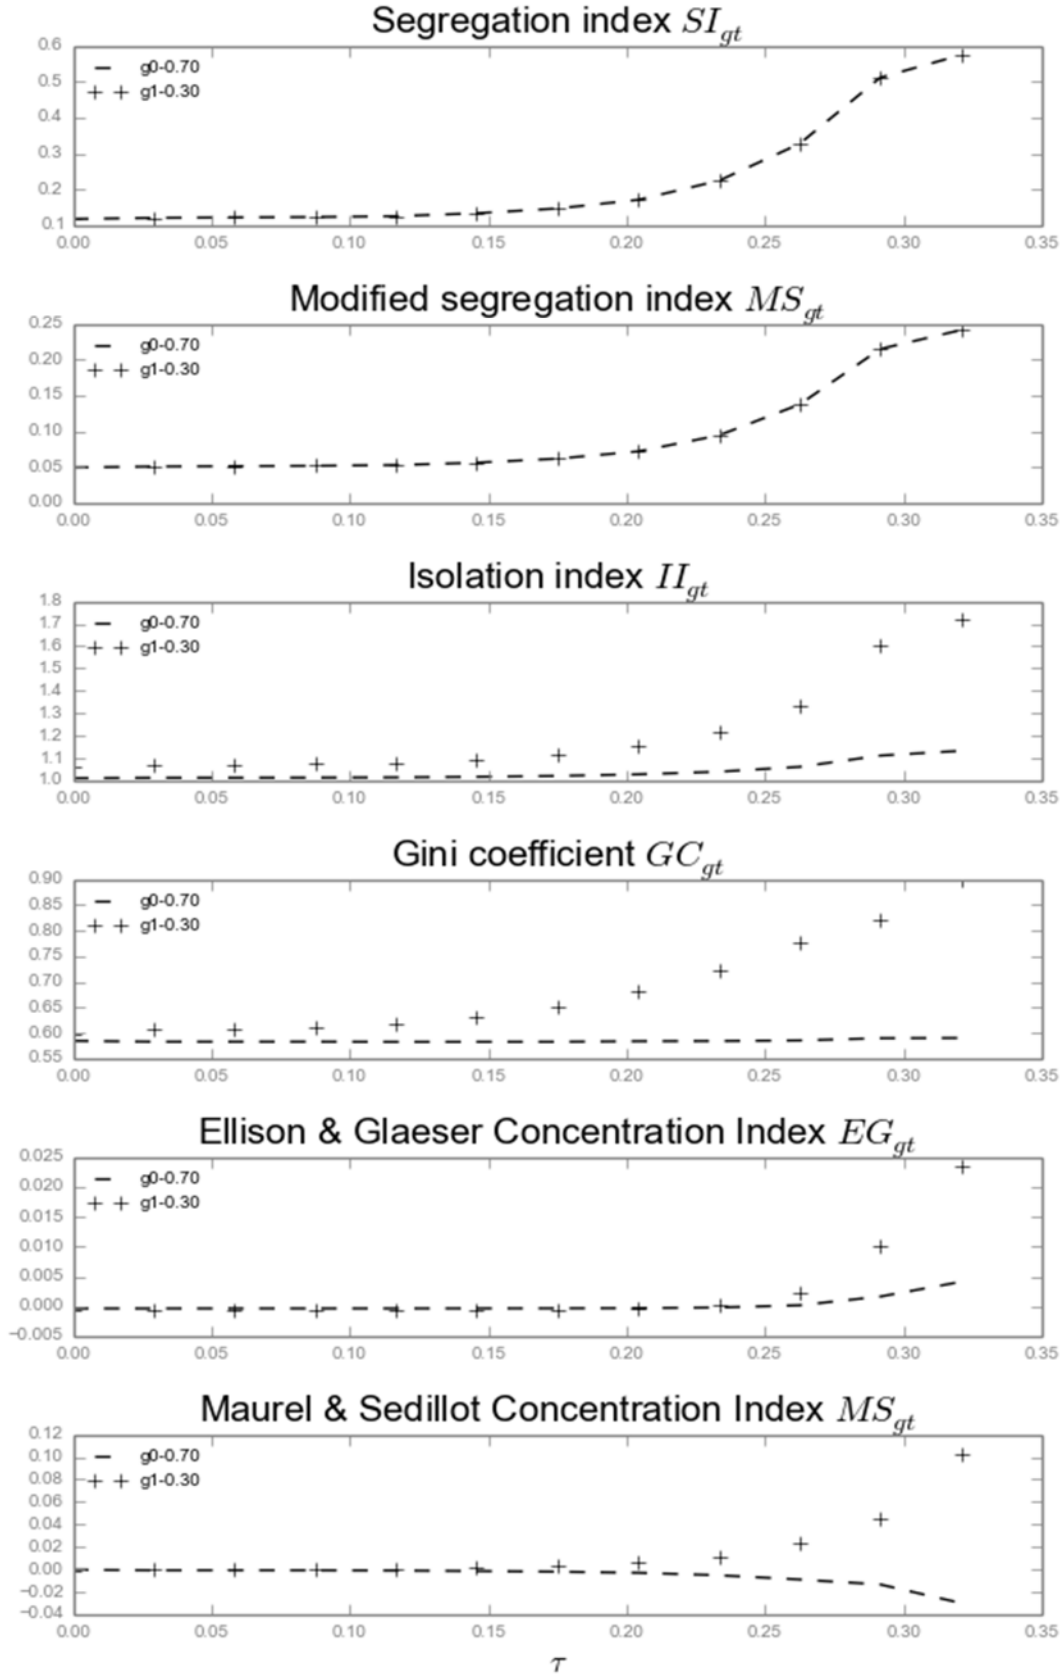 Segregation index SI_gt
0.6
g0-0.70
0.5
g1-0.30
0.4
0.3
0.2
0.1
0.00 0.05 0.10 0.15 0.20 0.25 0.30 0.35
Modified segregation index MS_gt
0.25
g0-0.70
0.20
g1-0.30
0.15
0.10
0.05
0.00
0.00 0.05 0.10 0.15 0.20 0.25 0.30 0.35
Isolation index II_gt
1.8
g0-0.70
1.7
g1-0.30
1.6
1.5
1.4
1.3
1.2
1.1
1.0
0.00 0.05 0.10 0.15 0.20 0.25 0.30 0.35
Gini coefficient GC_gt
0.90
g0-0.70
0.85
g1-0.30
0.80
0.75
0.70
0.65
0.60
0.55
0.00 0.05 0.10 0.15 0.20 0.25 0.30 0.35
Ellison & Glaeser Concentration Index EG_gt
0.025
g0-0.70
0.020
g1-0.30
0.015
0.010
0.005
0.000
−0.005
0.00 0.05 0.10 0.15 0.20 0.25 0.30 0.35
Maurel & Sedillot Concentration Index MS_gt
0.12
g0-0.70
0.10
g1-0.30
0.08
0.06
0.04
0.02
0.00
−0.02
−0.04
0.00 0.05 0.10 0.15 0.20 0.25 0.30 0.35
τ